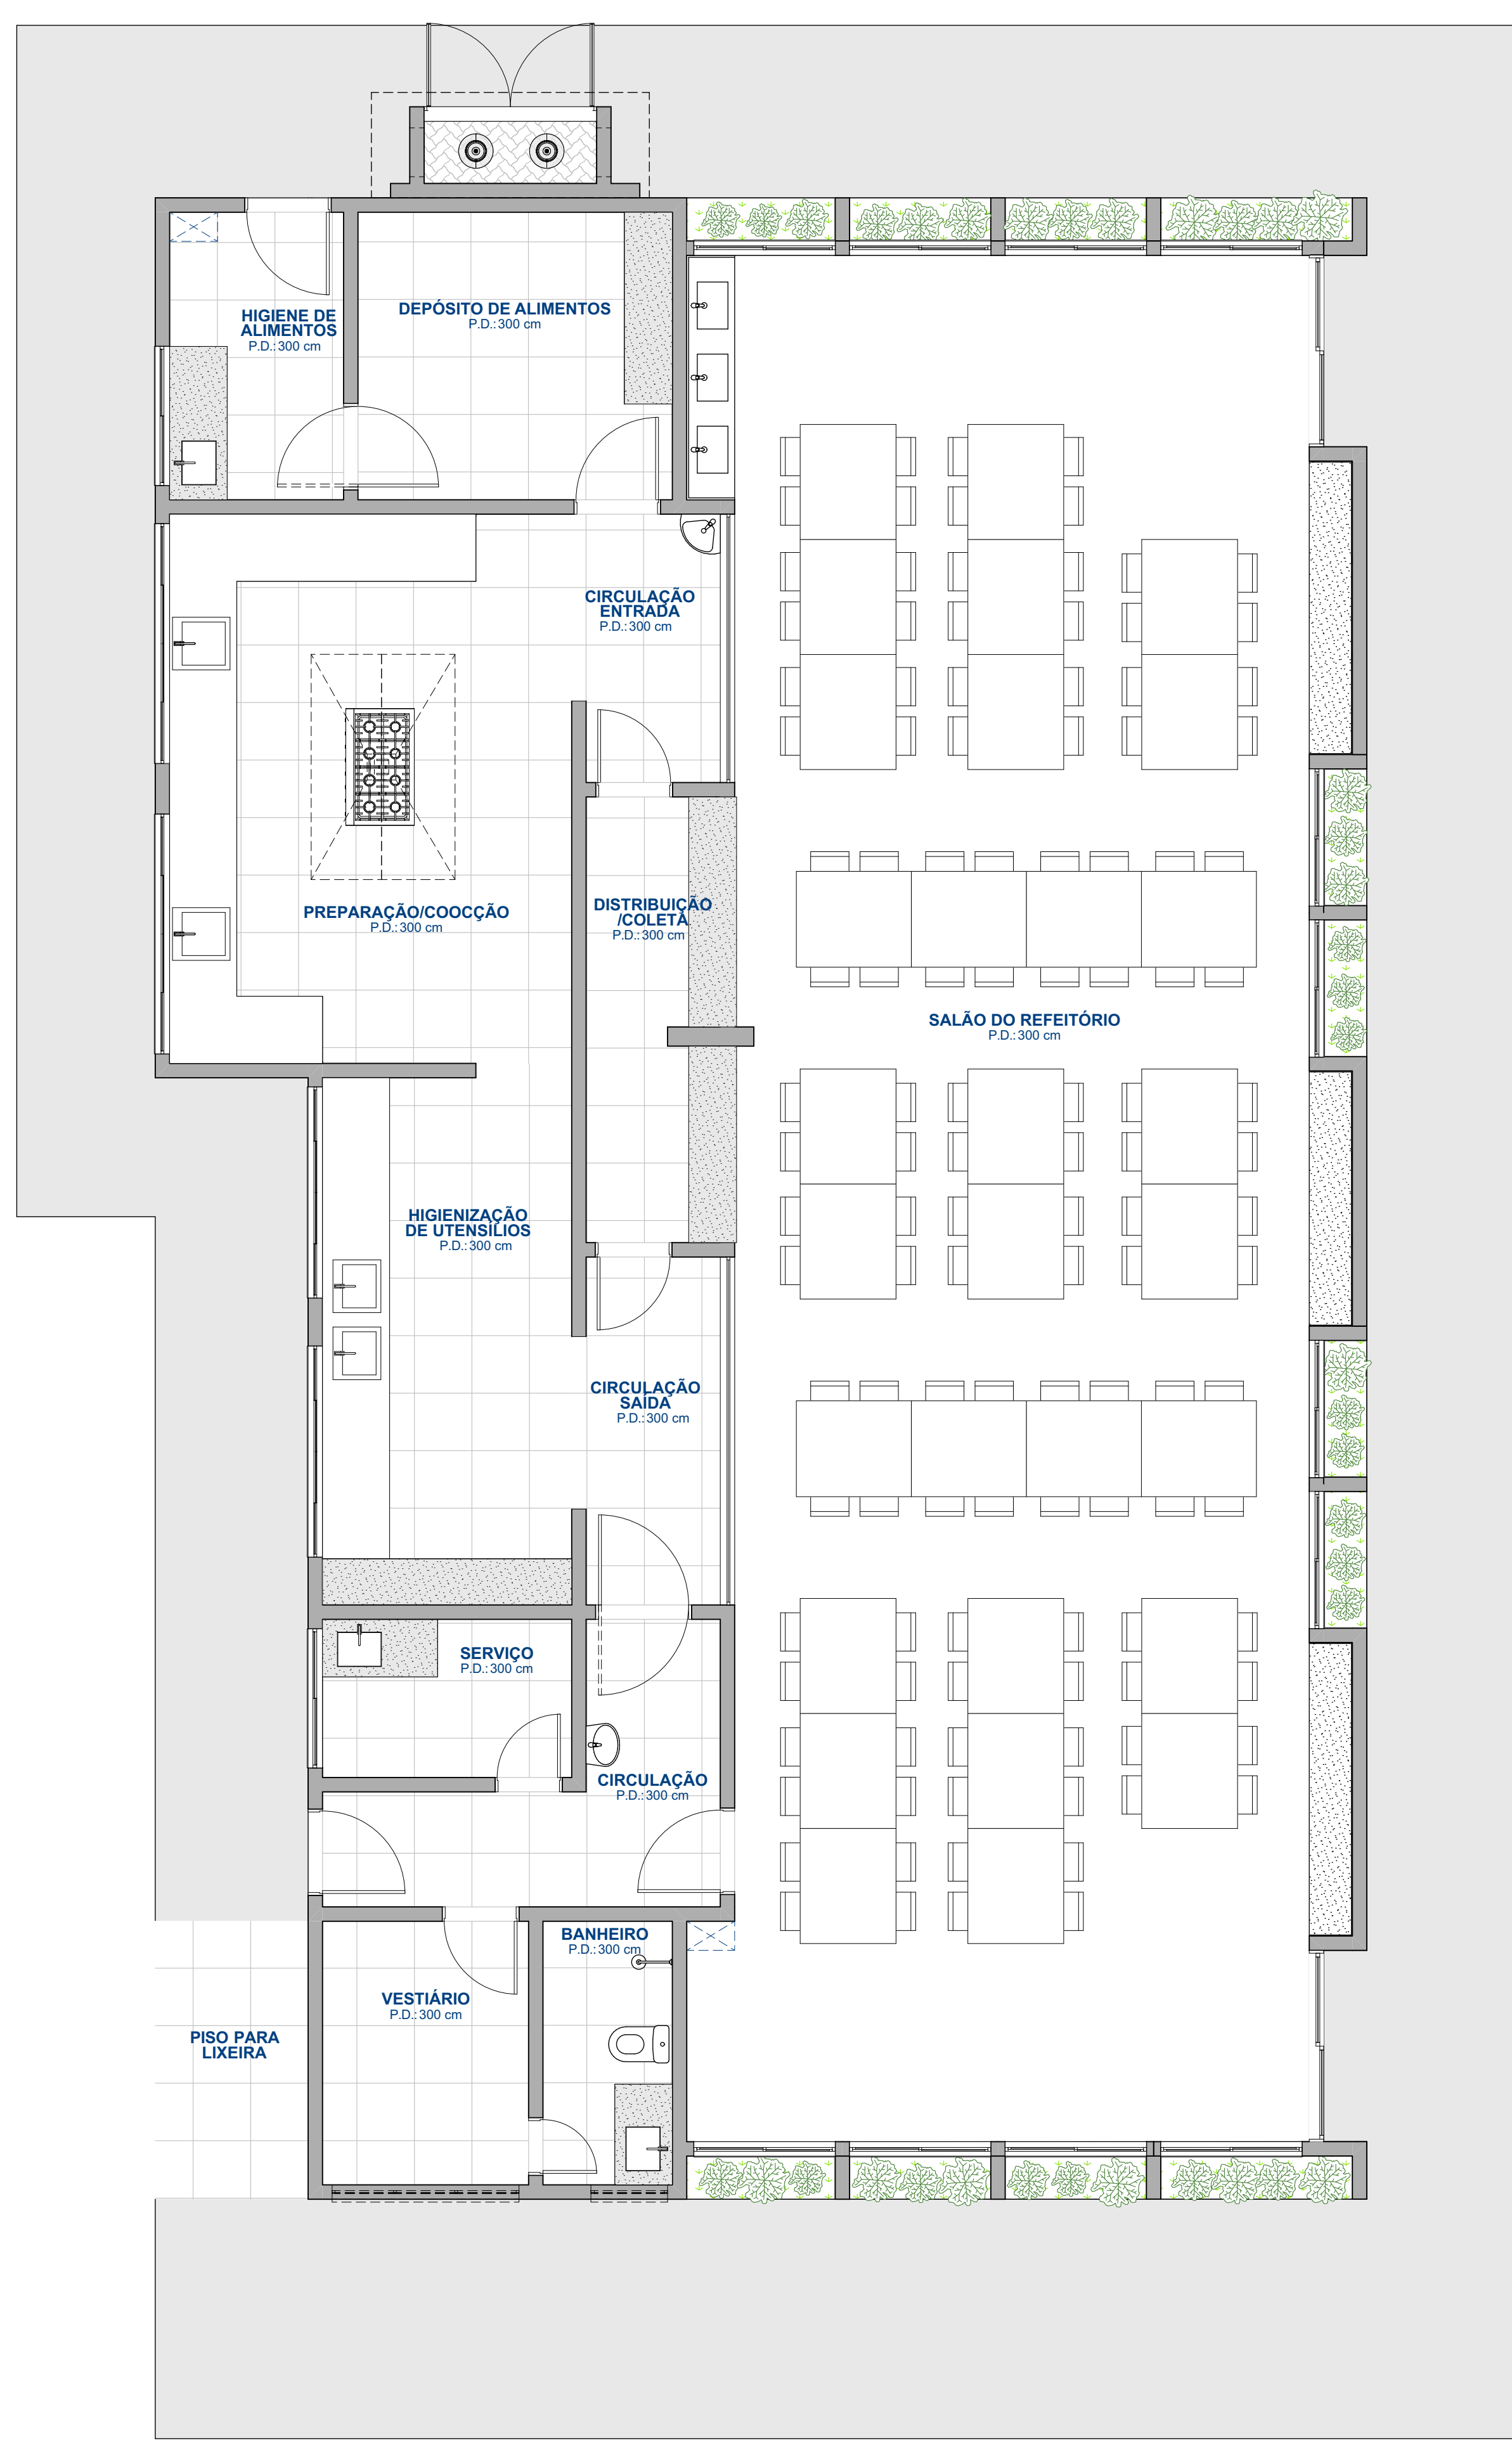 HIGIENE DE
ALIMENTOS
P.D.: 300 cm
DEPÓSITO DE ALIMENTOS
P.D.: 300 cm
CIRCULAÇÃO
ENTRADA
P.D.: 300 cm
PREPARAÇÃO/COOCÇÃO
P.D.: 300 cm
DISTRIBUIÇÃO
/COLETA
P.D.: 300 cm
SALÃO DO REFEITÓRIO
P.D.: 300 cm
HIGIENIZAÇÃO
DE UTENSÍLIOS
P.D.: 300 cm
CIRCULAÇÃO
SAÍDA
P.D.: 300 cm
SERVIÇO
P.D.: 300 cm
CIRCULAÇÃO
P.D.: 300 cm
BANHEIRO
P.D.: 300 cm
VESTIÁRIO
P.D.: 300 cm
PISO PARA
LIXEIRA